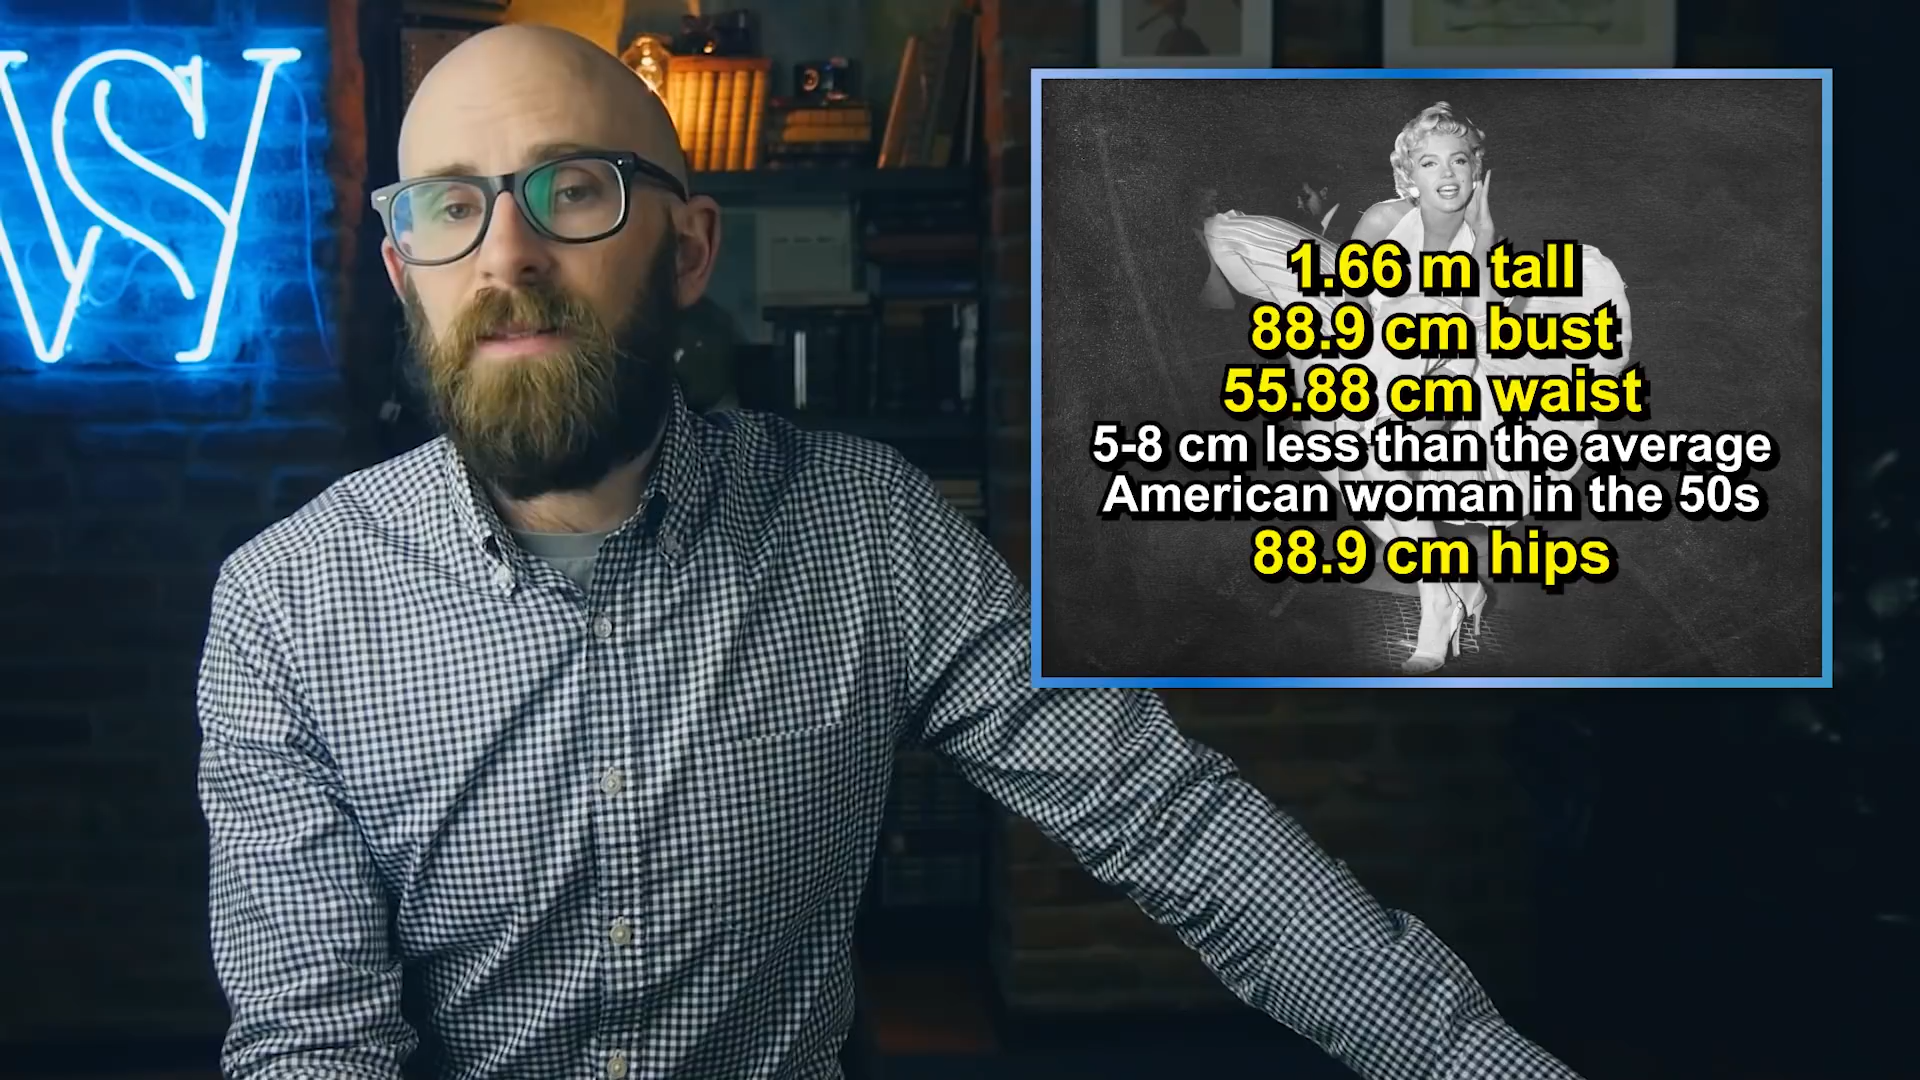 SW
1.66 m tall
88.9 cm bust
55.88 cm waist
5-8 cm less than the average
American woman in the 50s
88.9 cm hips